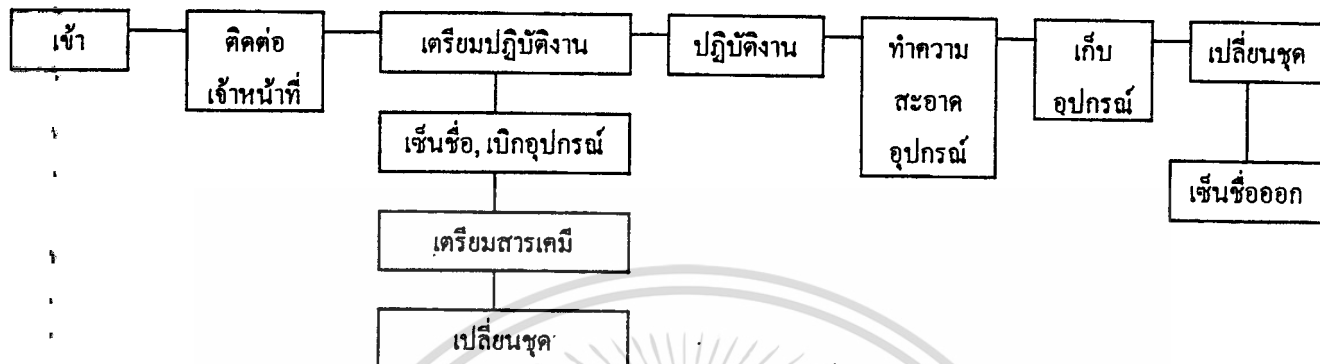 เข้า
ติดต่อ
เจ้าหน้าที่
เตรียมปฏิบัติงาน
ปฏิบัติงาน
ทำความ
สะอาด
อุปกรณ์
เก็บ
อุปกรณ์
เปลี่ยนชุด
เซ็นชื่อ, เบิกอุปกรณ์
เตรียมสารเคมี
เปลี่ยนชุด
เซ็นชื่อออก